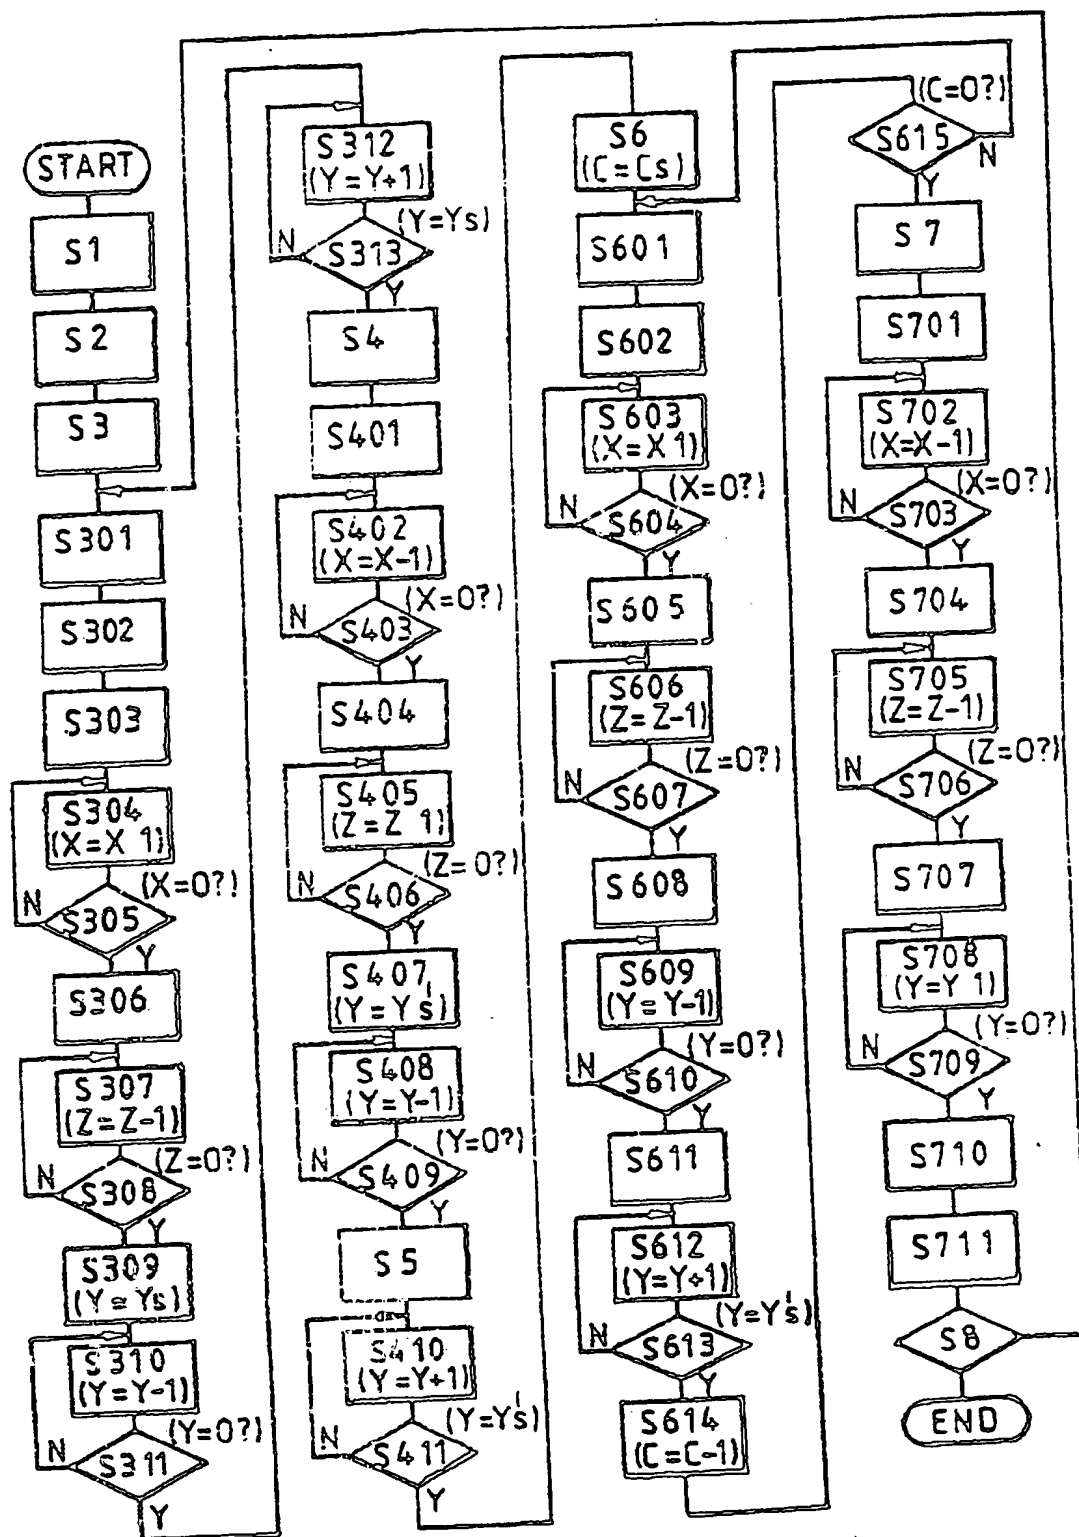 START
S1
S2
S3
S301
S302
S303
S304
(X=X 1)
(X=0?)
N
S305
Y
S306
S307
(Z=Z-1)
(Z=0?)
N
S308
Y
S309
(Y=Ys)
S310
(Y=Y-1)
(Y=0?)
N
S311
Y
S312
(Y=Y+1)
(Y=Ys)
N
S313
Y
S4
S401
S402
(X=X-1)
(X=0?)
N
S403
Y
S404
S405
(Z=Z 1)
(Z=0?)
N
S406
Y
S407
(Y=Y's)
S408
(Y=Y-1)
(Y=0?)
N
S409
Y
S5
S410
(Y=Y+1)
(Y=Y's)
N
S411
Y
S6
(C=Cs)
S601
S602
S603
(X=X 1)
(X=0?)
N
S604
Y
S605
S606
(Z=Z-1)
(Z=0?)
N
S607
Y
S608
S609
(Y=Y-1)
(Y=0?)
N
S610
Y
S611
S612
(Y=Y+1)
(Y=Y's)
N
S613
Y
S614
(C=C-1)
(C=0?)
S615
N
Y
S7
S701
S702
(X=X-1)
(X=0?)
N
S703
Y
S704
S705
(Z=Z-1)
(Z=0?)
N
S706
Y
S707
S708
(Y=Y 1)
(Y=0?)
N
S709
Y
S710
S711
S8
END